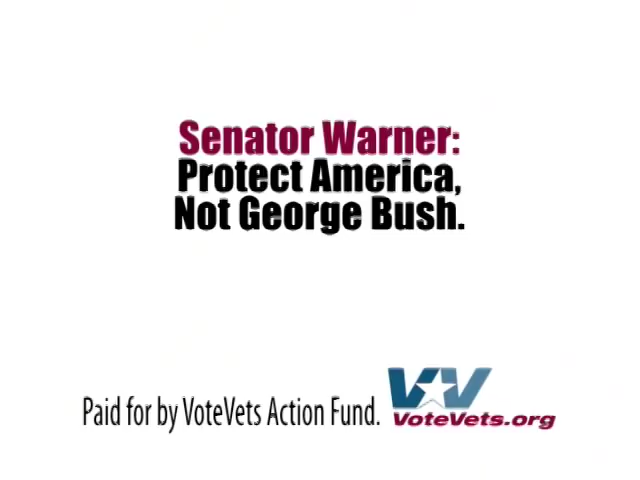 Senator Warner:
Protect America,
Not George Bush.
Paid for by VoteVets Action Fund.
VV
VoteVets.org